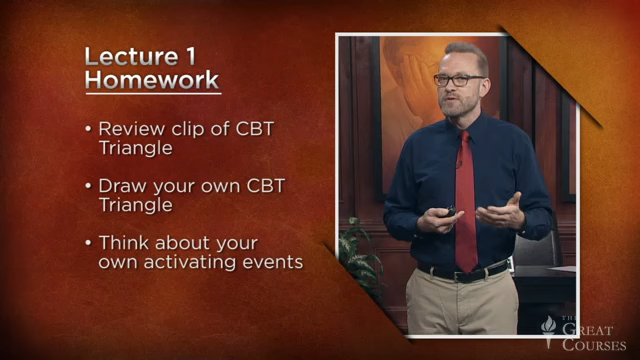 Lecture 1
Homework
• Review clip of CBT
Triangle
• Draw your own CBT
Triangle
• Think about your
own activating events
THE
GREAT
COURSES